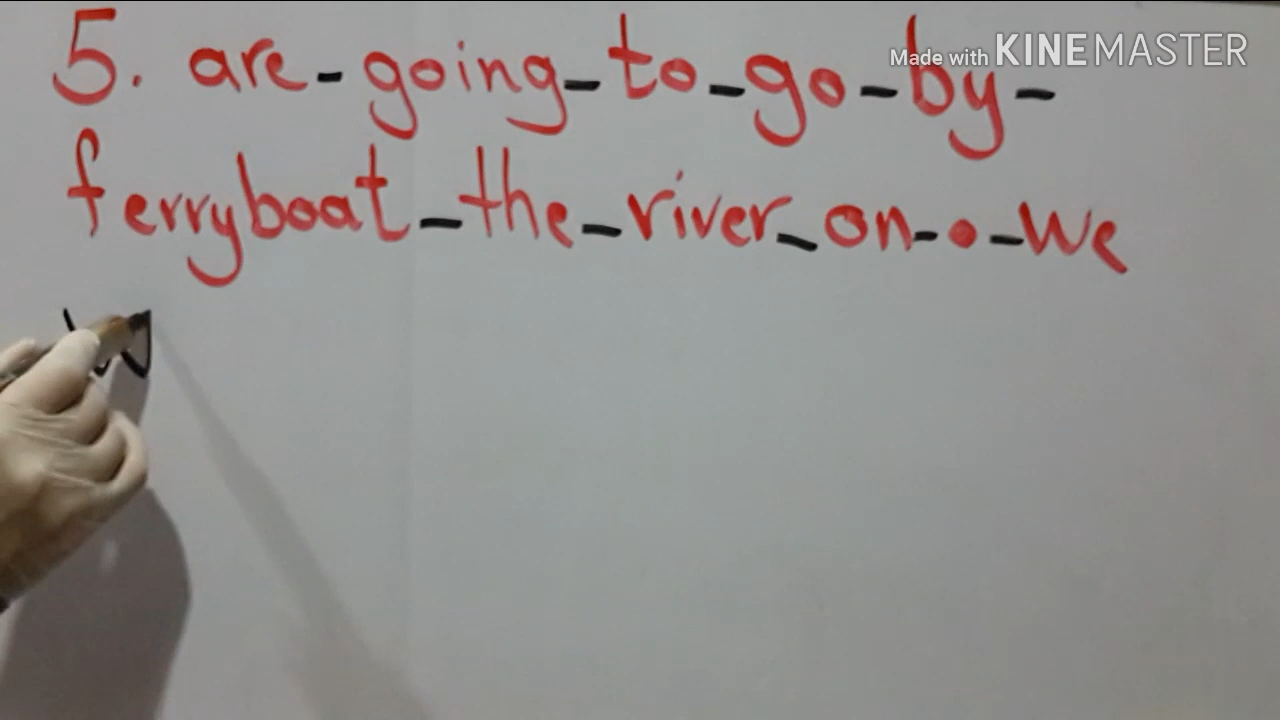 Made with KINEMASTER
5. are - going - to - go - by -
ferryboat - the - river - on - . - We
W